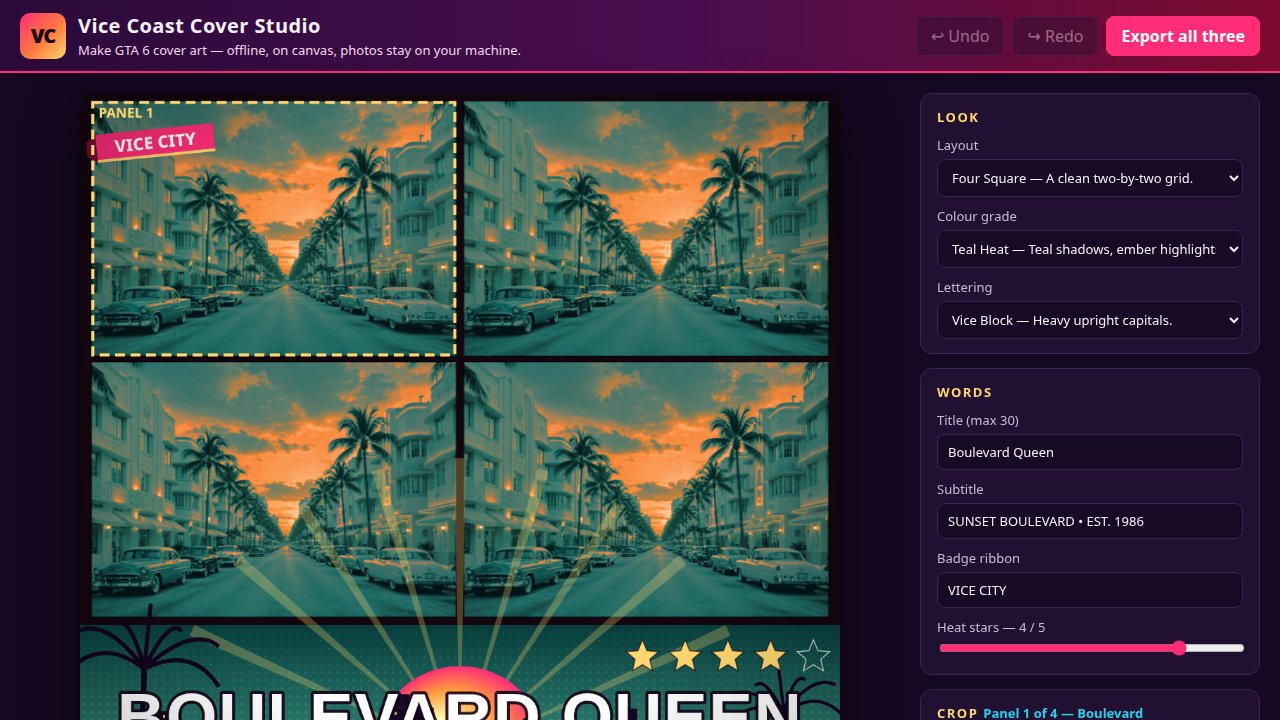 VC
Vice Coast Cover Studio
Make GTA 6 cover art — offline, on canvas, photos stay on your machine.
↩ Undo
↪ Redo
Export all three
PANEL 1
VICE CITY
BOULEVARD QUEEN
LOOK
Layout
Four Square — A clean two-by-two grid.
Colour grade
Teal Heat — Teal shadows, ember highlight
Lettering
Vice Block — Heavy upright capitals.
WORDS
Title (max 30)
Boulevard Queen
Subtitle
SUNSET BOULEVARD • EST. 1986
Badge ribbon
VICE CITY
Heat stars — 4 / 5
CROP Panel 1 of 4 — Boulevard